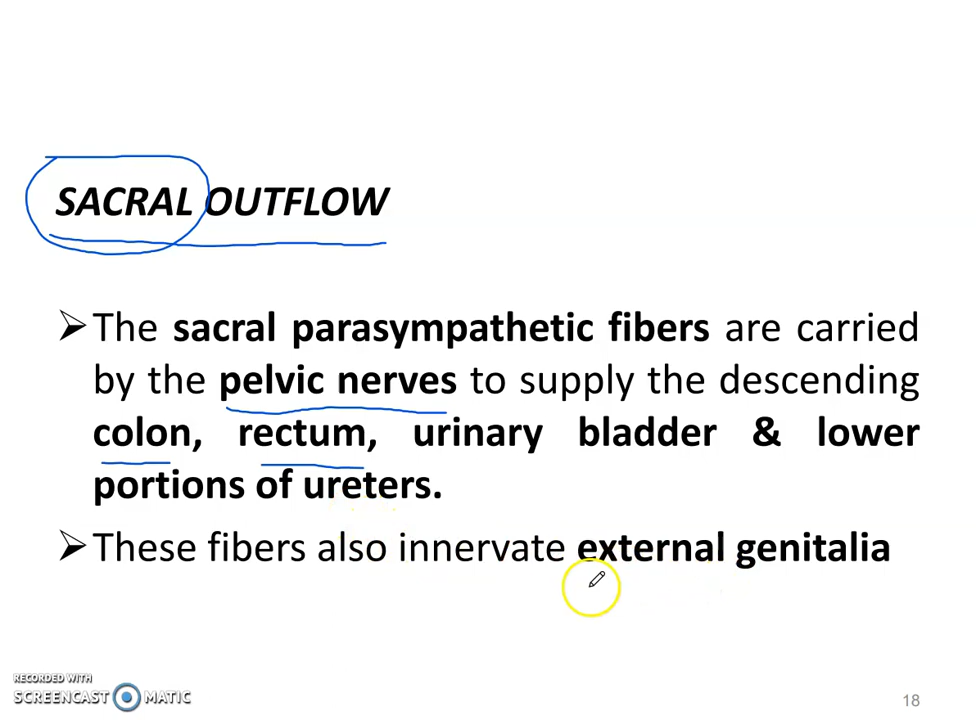 SACRAL OUTFLOW
➢The sacral parasympathetic fibers are carried
by the pelvic nerves to supply the descending
colon, rectum, urinary bladder & lower
portions of ureters.
➢These fibers also innervate external genitalia
RECORDED WITH
SCREENCAST MATIC
18